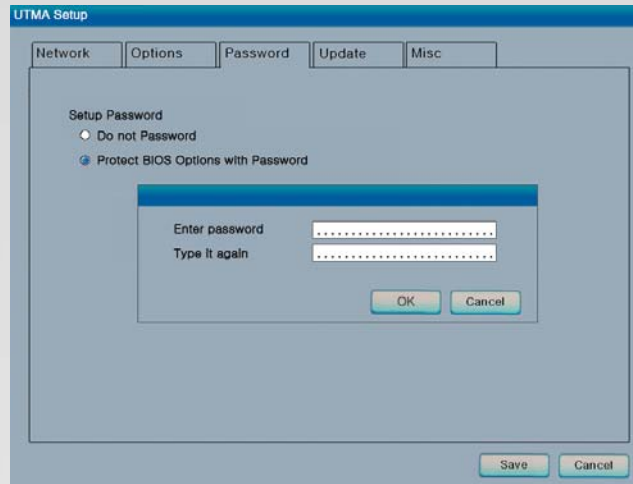 UTMA Setup
Network Options Password Update Misc
Setup Password
Do not Password
Protect BIOS Options with Password
Enter password ..........................
Type it again ..........................
OK Cancel
Save Cancel